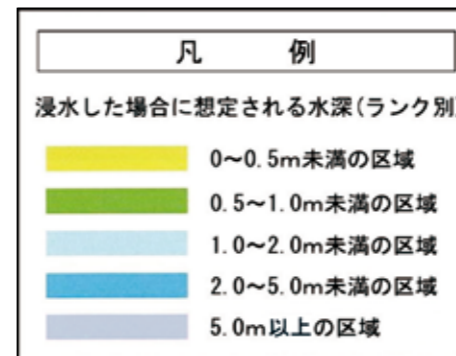 凡 例
浸水した場合に想定される水深(ランク別)
0~0.5m未満の区域
0.5~1.0m未満の区域
1.0~2.0m未満の区域
2.0~5.0m未満の区域
5.0m以上の区域